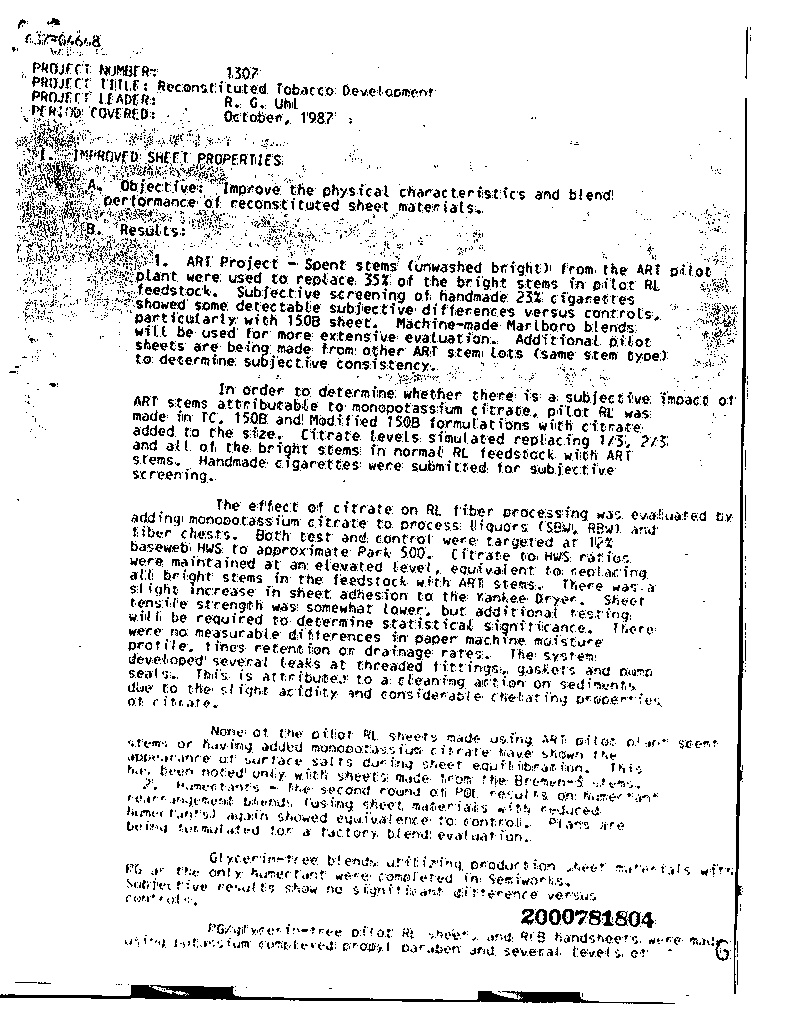 PROJECT NUMBER: 1307
PROJECT TITLE: Reconstituted Tobacco Development
PROJECT LEADER: R. G. Uhl
PERIOD COVERED: October, 1987
I. IMPROVED SHEET PROPERTIES
A. Objective: Improve the physical characteristics and blend
performance of reconstituted sheet materials.
B. Results:
1. ART Project - Spent stems (unwashed bright) from the ART pilot
plant were used to replace 35% of the bright stems in pilot RL
feedstock. Subjective screening of handmade 23% cigarettes
showed some detectable subjective differences versus controls,
particularly with 150B sheet. Machine-made Marlboro blends
will be used for more extensive evaluation. Additional pilot
sheets are being made from other ART stem lots (same stem type)
to determine subjective consistency.
In order to determine whether there is a subjective impact of
ART stems attributable to monopotassium citrate, pilot RL was
made in TC, 150B and Modified 150B formulations with citrate
added to the size. Citrate levels simulated replacing 1/3, 2/3
and all of the bright stems in normal RL feedstock with ART
stems. Handmade cigarettes were submitted for subjective
screening.
The effect of citrate on RL fiber processing was evaluated by
adding monopotassium citrate to process liquors (SBW, RBW) and
fiber chests. Both test and control were targeted at 12%
baseweb HWS to approximate Park 500. Citrate to HWS ratios
were maintained at an elevated level, equivalent to replacing
all bright stems in the feedstock with ART stems. There was a
slight increase in sheet adhesion to the Yankee Dryer. Sheet
tensile strength was somewhat lower, but additional testing
will be required to determine statistical significance. There
were no measurable differences in paper machine moisture
profile, fines retention or drainage rates. The system
developed several leaks at threaded fittings, gaskets and pump
seals. This is attributed to a cleaning action on sediments
due to the slight acidity and considerable chelating properties
of citrate.
None of the pilot RL sheets made using ART pilot plant spent
stems or having added monopotassium citrate have shown the
appearance of surface salts during sheet equilibration. This
has been noted only with sheets made from the Bremen-S stems.
2. Humectants - The second round of POL results on humectant
rearrangement blends (using sheet materials with reduced
humectants) again showed equivalence to control. Plans are
being formulated for a factory blend evaluation.
Glycerin-free blends utilizing production sheet materials with
PG as the only humectant were completed in Semiworks.
Subjective results show no significant difference versus
controls.
2000781804
PG/glycerin-free pilot RL sheet, and RCB handsheets were made
using potassium completed propyl paraben and several levels of
6